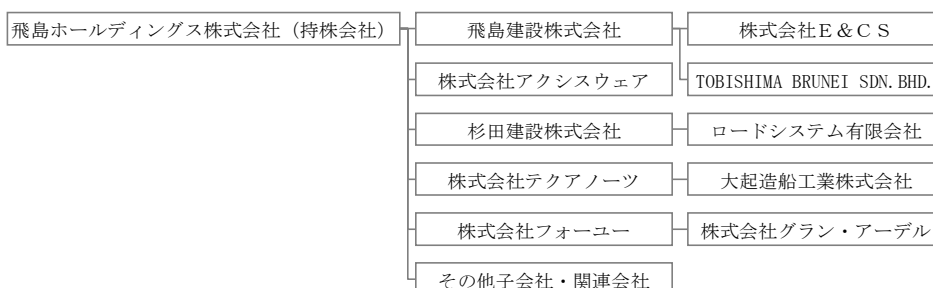 飛島ホールディングス株式会社（持株会社）
飛島建設株式会社
株式会社Ｅ＆ＣＳ
株式会社アクシスウェア
TOBISHIMA BRUNEI SDN.BHD.
杉田建設株式会社
ロードシステム有限会社
株式会社テクアノーツ
大起造船工業株式会社
株式会社フォーユー
株式会社グラン・アーデル
その他子会社・関連会社